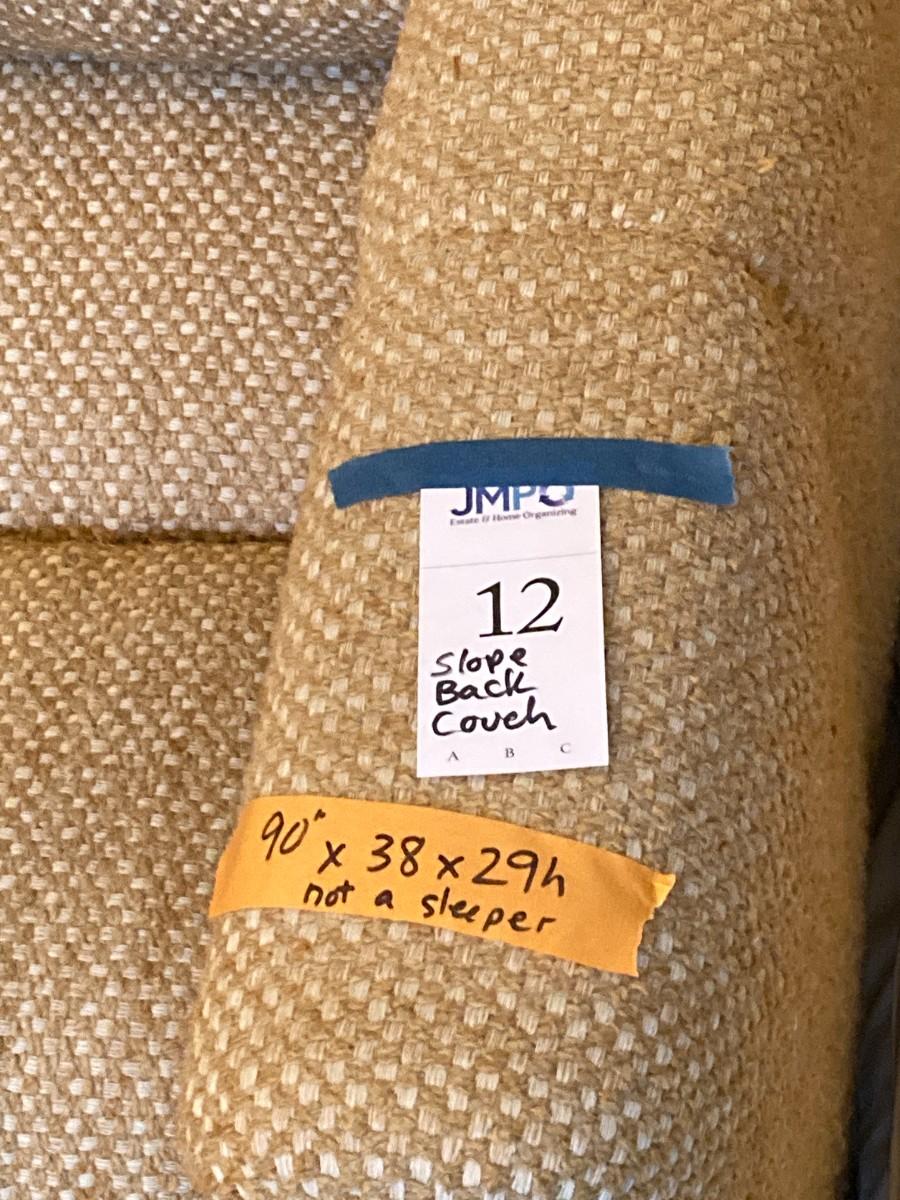 JMPO
Estate & Home Organizing
12
Slope
Back
Couch
A B C
90" x 38 x 29h
not a sleeper